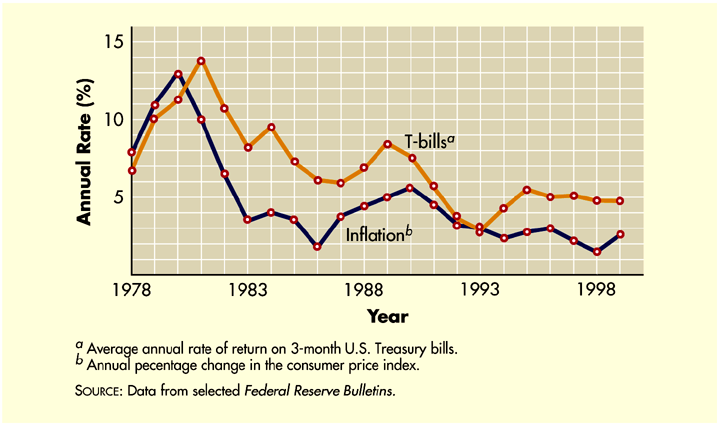 15
10
5
Annual Rate (%)
T-bills^a
Inflation^b
1978 1983 1988 1993 1998
Year
a Average annual rate of return on 3-month U.S. Treasury bills.
b Annual pecentage change in the consumer price index.
SOURCE: Data from selected Federal Reserve Bulletins.